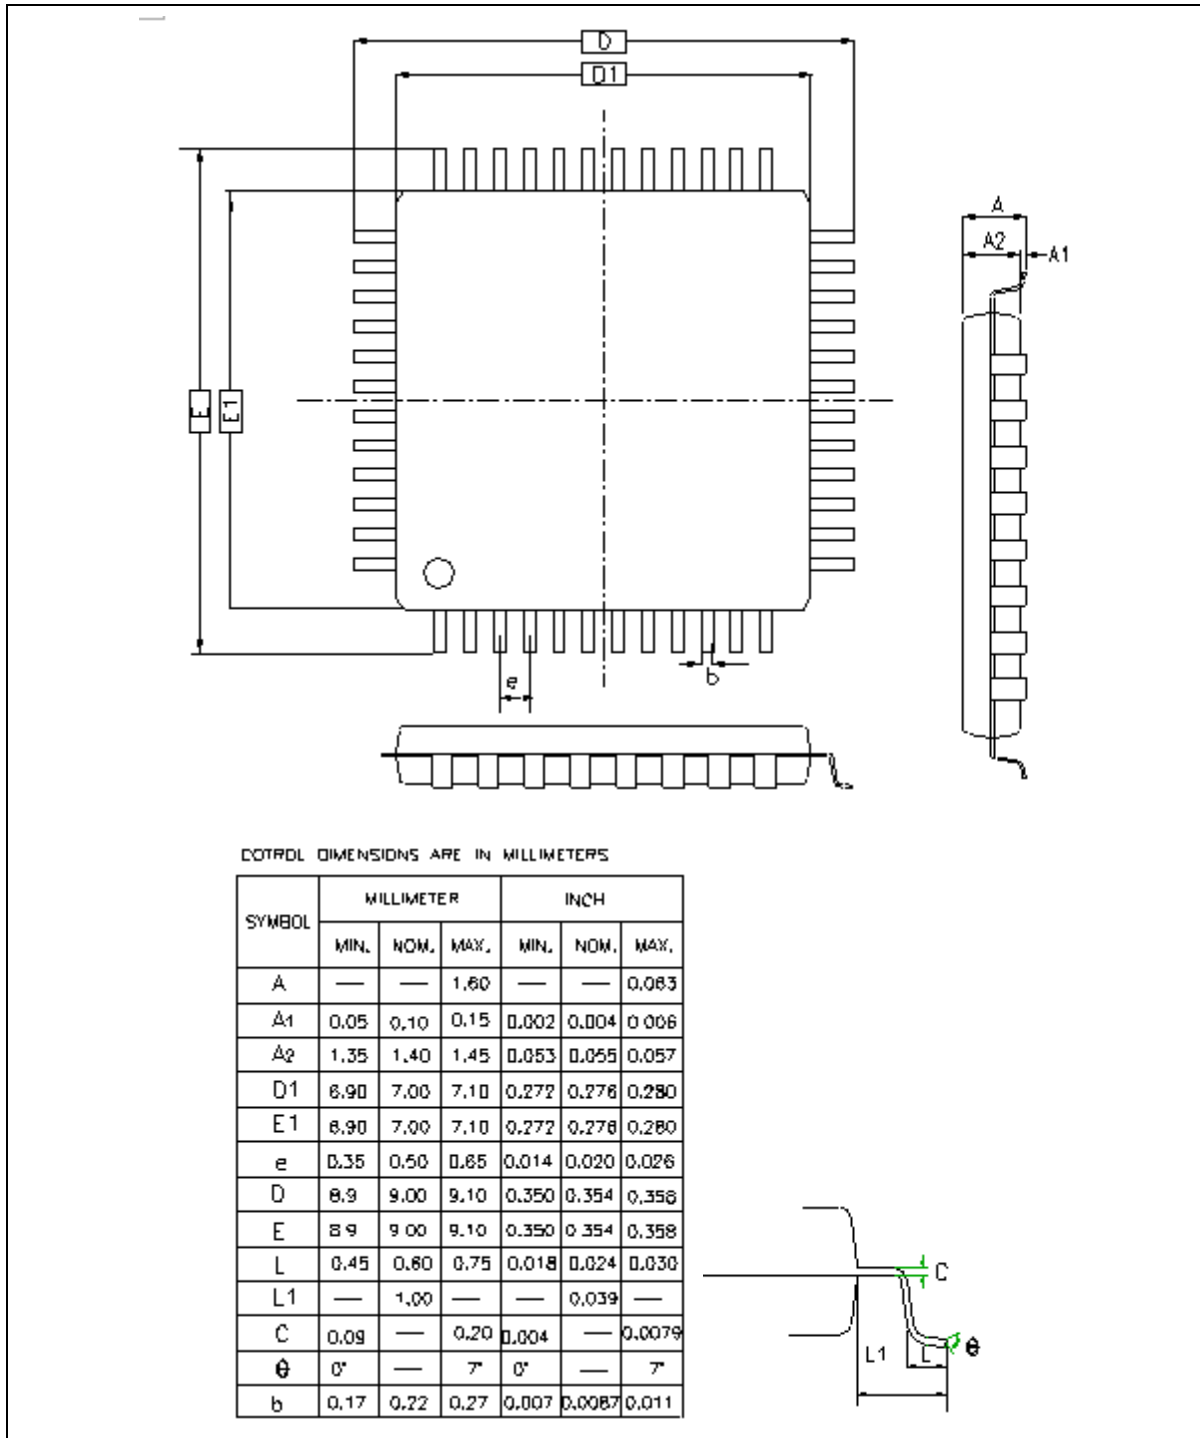 D
D1
A
A2
A1
E
E1
e
b
COTROL DIMENSIONS ARE IN MILLIMETERS
SYMBOL MILLIMETER INCH
MIN. NOM. MAX. MIN. NOM. MAX.
A — — 1.60 — — 0.063
A1 0.05 0.10 0.15 0.002 0.004 0.006
A2 1.35 1.40 1.45 0.053 0.055 0.057
D1 6.90 7.00 7.10 0.272 0.276 0.280
E1 6.90 7.00 7.10 0.272 0.276 0.280
e 0.35 0.50 0.65 0.014 0.020 0.026
D 8.9 9.00 9.10 0.350 0.354 0.358
E 8.9 9.00 9.10 0.350 0.354 0.358
L 0.45 0.60 0.75 0.018 0.024 0.030
L1 — 1.00 — — 0.039 —
C 0.09 — 0.20 0.004 — 0.0079
θ 0° — 7° 0° — 7°
b 0.17 0.22 0.27 0.007 0.0087 0.011
C
L1
L
θ